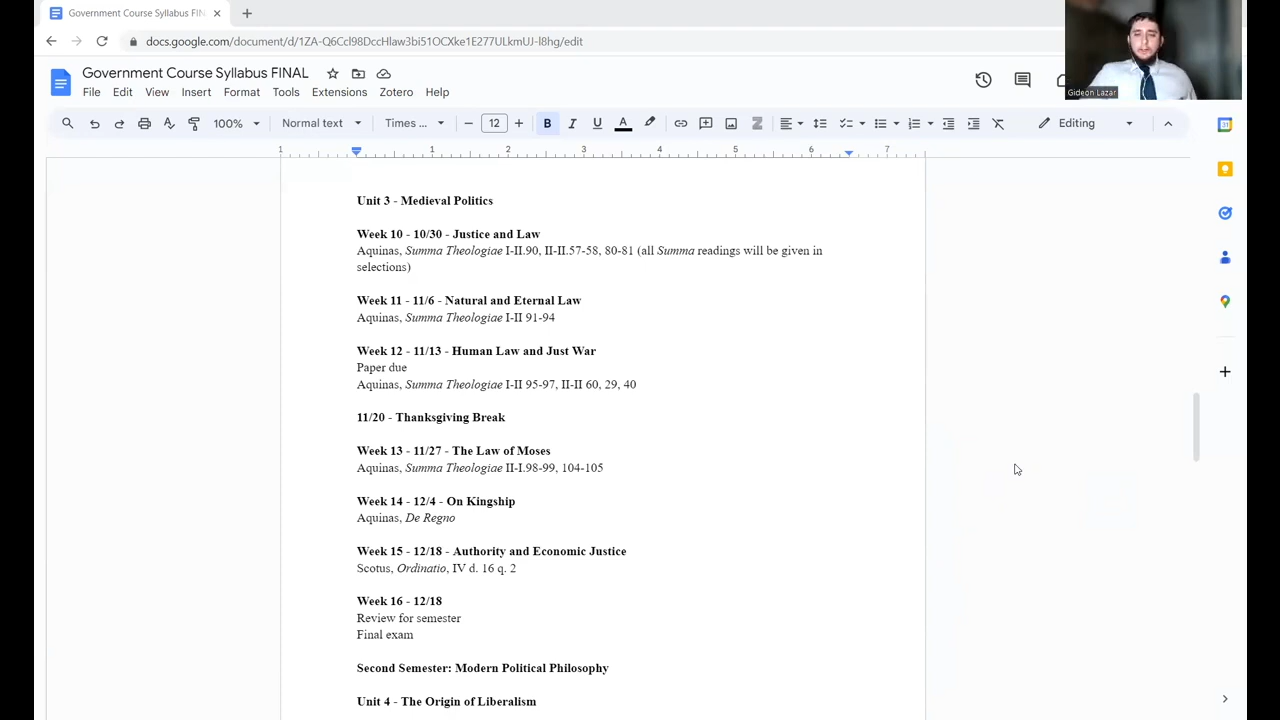 Government Course Syllabus FIN
docs.google.com/document/d/1ZA-Q6Ccl98DccHlaw3bi51OCXke1E277ULkmUJ-l8hg/edit
Government Course Syllabus FINAL
File Edit View Insert Format Tools Extensions Zotero Help
Gideon Lazar
100% Normal text Times ... 12 B I U A Editing
1 1 2 3 4 5 6 7
Unit 3 - Medieval Politics
Week 10 - 10/30 - Justice and Law
Aquinas, Summa Theologiae I-II.90, II-II.57-58, 80-81 (all Summa readings will be given in
selections)
Week 11 - 11/6 - Natural and Eternal Law
Aquinas, Summa Theologiae I-II 91-94
Week 12 - 11/13 - Human Law and Just War
Paper due
Aquinas, Summa Theologiae I-II 95-97, II-II 60, 29, 40
11/20 - Thanksgiving Break
Week 13 - 11/27 - The Law of Moses
Aquinas, Summa Theologiae II-I.98-99, 104-105
Week 14 - 12/4 - On Kingship
Aquinas, De Regno
Week 15 - 12/18 - Authority and Economic Justice
Scotus, Ordinatio, IV d. 16 q. 2
Week 16 - 12/18
Review for semester
Final exam
Second Semester: Modern Political Philosophy
Unit 4 - The Origin of Liberalism